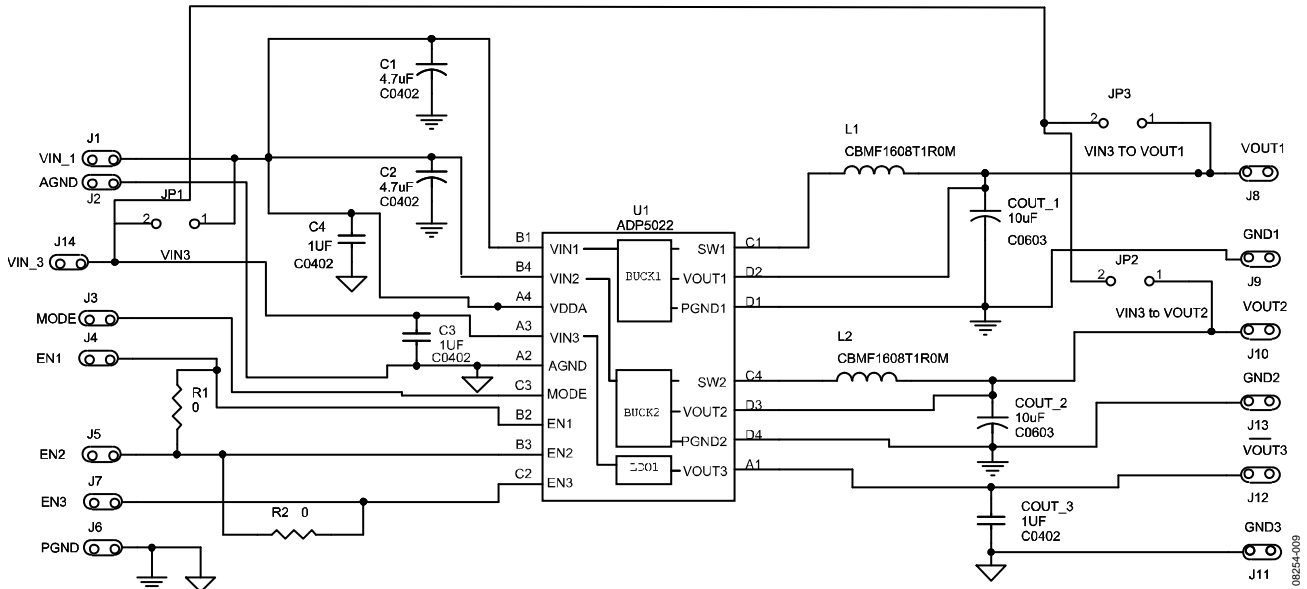 C1
4.7uF
C0402
JP3
2
1
J1
VIN_1
L1
CBMF1608T1R0M
VIN3 TO VOUT1
VOUT1
AGND
J2
C2
4.7uF
C0402
JP1
2
1
J8
C4
1UF
C0402
U1
ADP5022
COUT_1
10uF
C0603
J14
VIN_3
VIN3
B1
VIN1
BUCK1
SW1
C1
GND1
J9
B4
VIN2
VOUT1
D2
JP2
2
1
A4
VDDA
PGND1
D1
VIN3 to VOUT2
VOUT2
J10
J3
MODE
A3
VIN3
C3
1UF
C0402
L2
CBMF1608T1R0M
J4
EN1
A2
AGND
C3
MODE
SW2
C4
GND2
J13
R1
0
B2
EN1
BUCK2
VOUT2
D3
COUT_2
10uF
C0603
J5
EN2
B3
EN2
PGND2
D4
VOUT3
J12
J7
EN3
C2
EN3
LDO1
VOUT3
A1
R2 0
COUT_3
1UF
C0402
J6
PGND
GND3
J11
08254-009